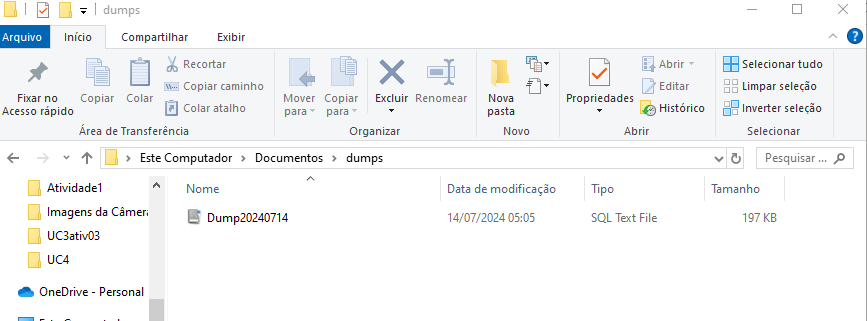 dumps
Arquivo Início Compartilhar Exibir
Fixar no Acesso rápido
Copiar
Colar
Recortar
Copiar caminho
Colar atalho
Área de Transferência
Mover para
Copiar para
Excluir
Renomear
Organizar
Nova pasta
Novo
Propriedades
Abrir
Editar
Histórico
Abrir
Selecionar tudo
Limpar seleção
Inverter seleção
Selecionar
Este Computador Documentos dumps
Pesquisar ...
Atividade1
Imagens da Câmera
UC3ativ03
UC4
OneDrive - Personal
Nome Data de modificação Tipo Tamanho
Dump20240714 14/07/2024 05:05 SQL Text File 197 KB